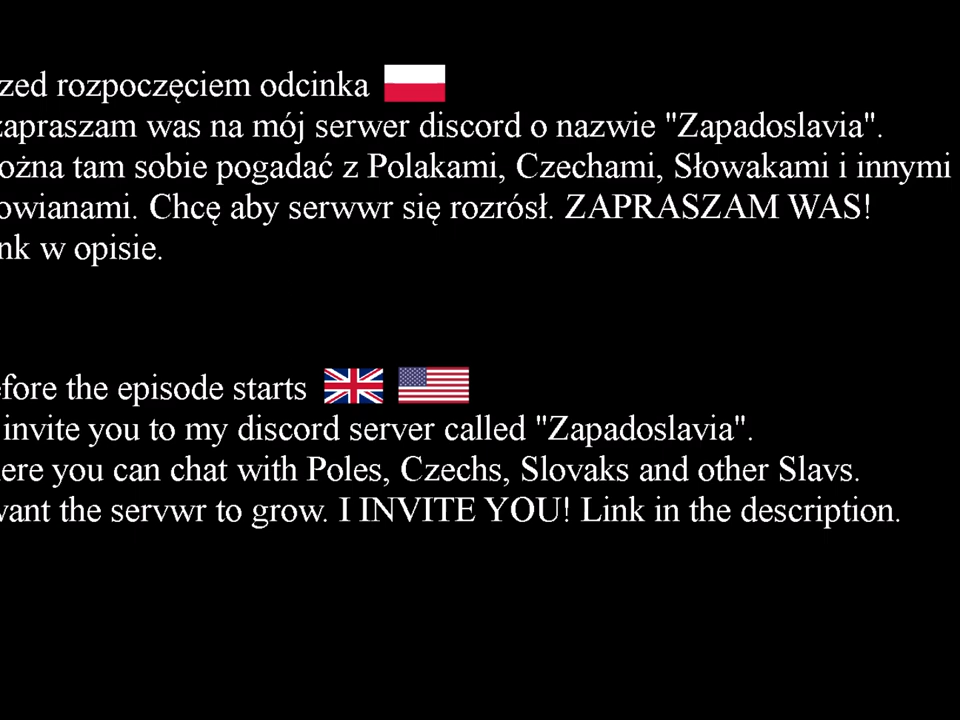 zed rozpoczęciem odcinka
zapraszam was na mój serwer discord o nazwie "Zapadoslavia".
ożna tam sobie pogadać z Polakami, Czechami, Słowakami i innymi
owianami. Chcę aby serwwr się rozrósł. ZAPRASZAM WAS!
nk w opisie.
efore the episode starts
invite you to my discord server called "Zapadoslavia".
ere you can chat with Poles, Czechs, Slovaks and other Slavs.
want the servwr to grow. I INVITE YOU! Link in the description.